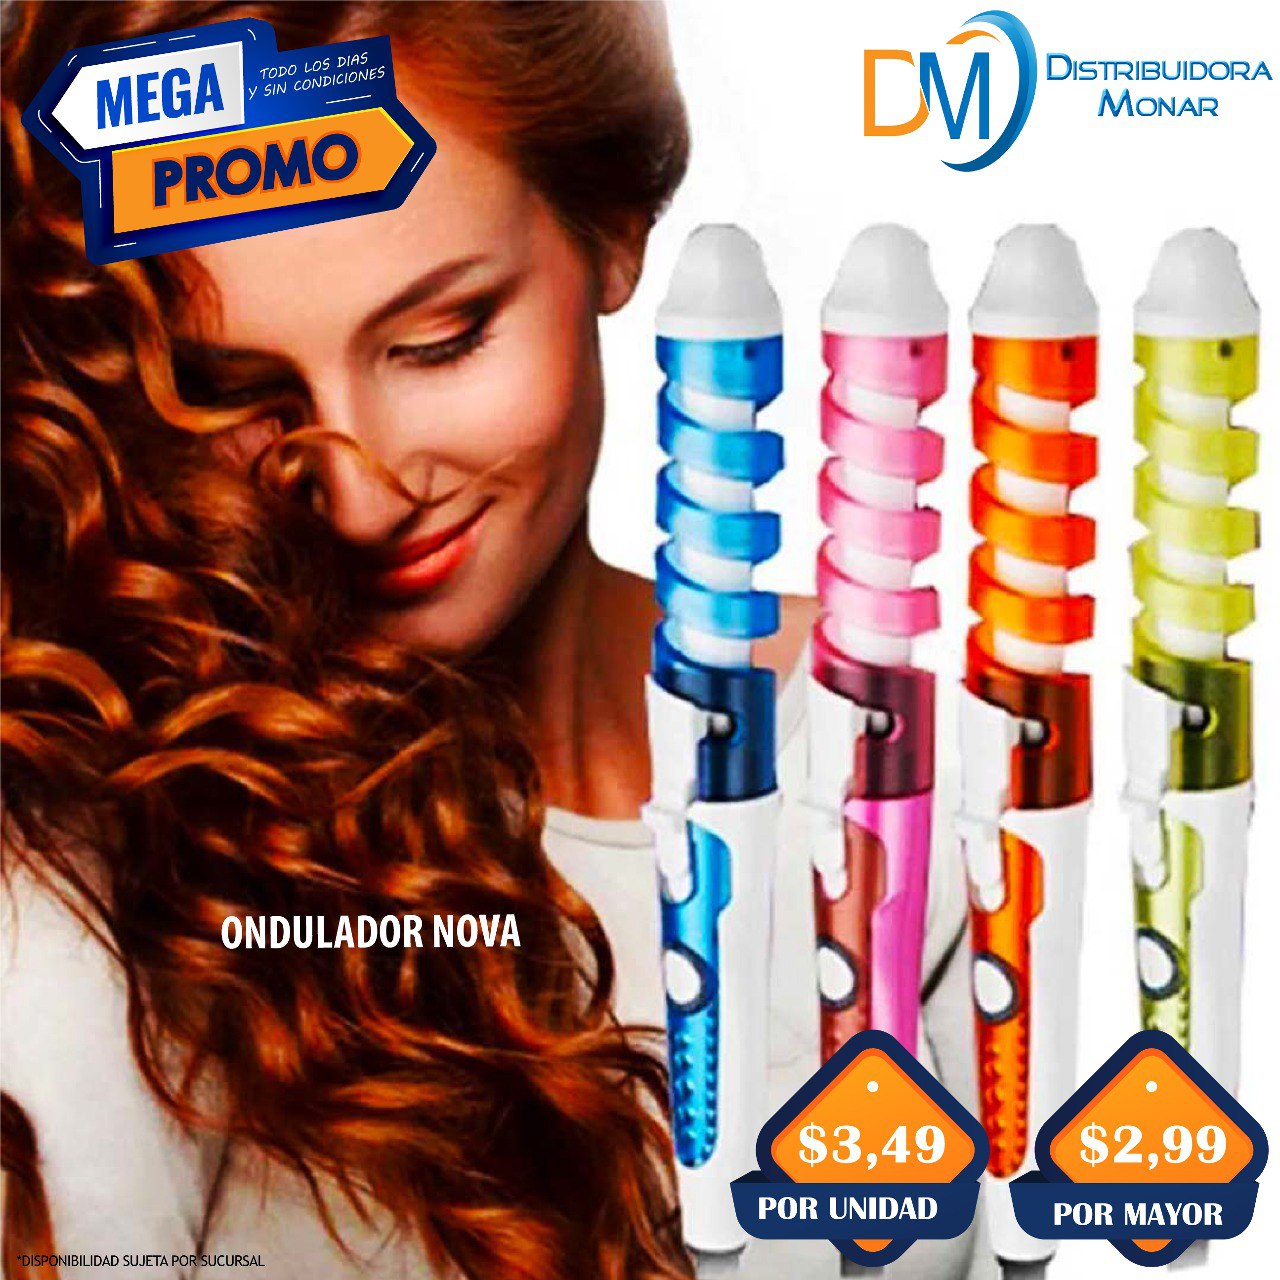 MEGA
TODO LOS DIAS
Y SIN CONDICIONES
PROMO
DM
DISTRIBUIDORA
MONAR
ONDULADOR NOVA
$3,49
POR UNIDAD
$2,99
POR MAYOR
*DISPONIBILIDAD SUJETA POR SUCURSAL